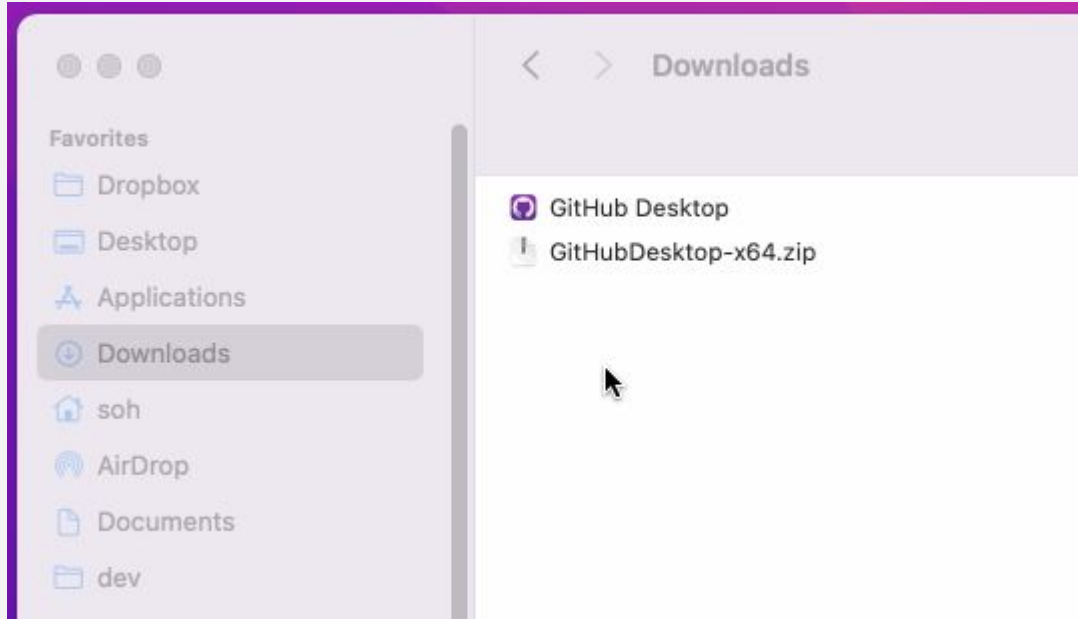 Downloads
Favorites
Dropbox
Desktop
Applications
Downloads
soh
AirDrop
Documents
dev
GitHub Desktop
GitHubDesktop-x64.zip